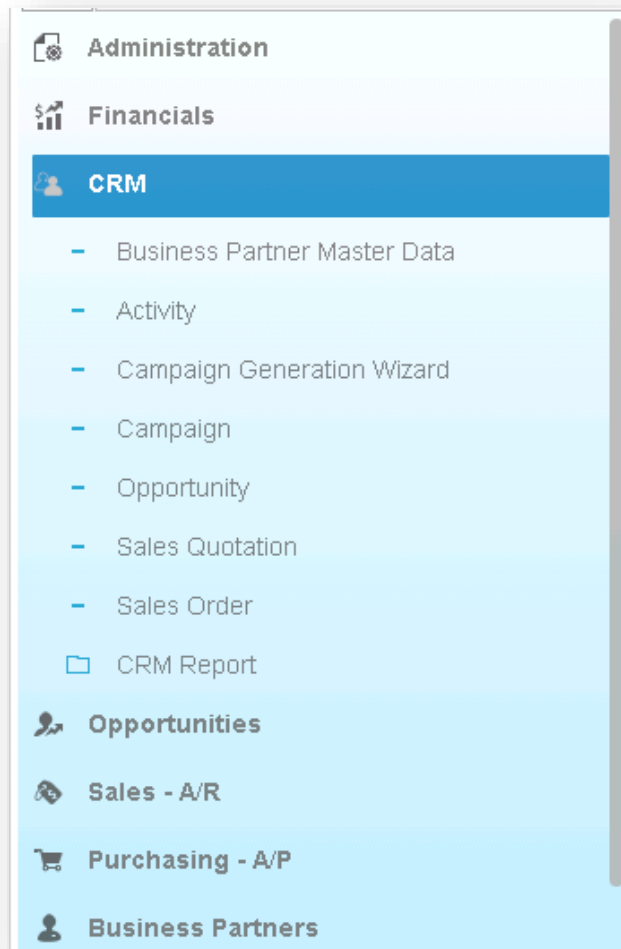 Administration
Financials
CRM
Business Partner Master Data
Activity
Campaign Generation Wizard
Campaign
Opportunity
Sales Quotation
Sales Order
CRM Report
Opportunities
Sales - A/R
Purchasing - A/P
Business Partners